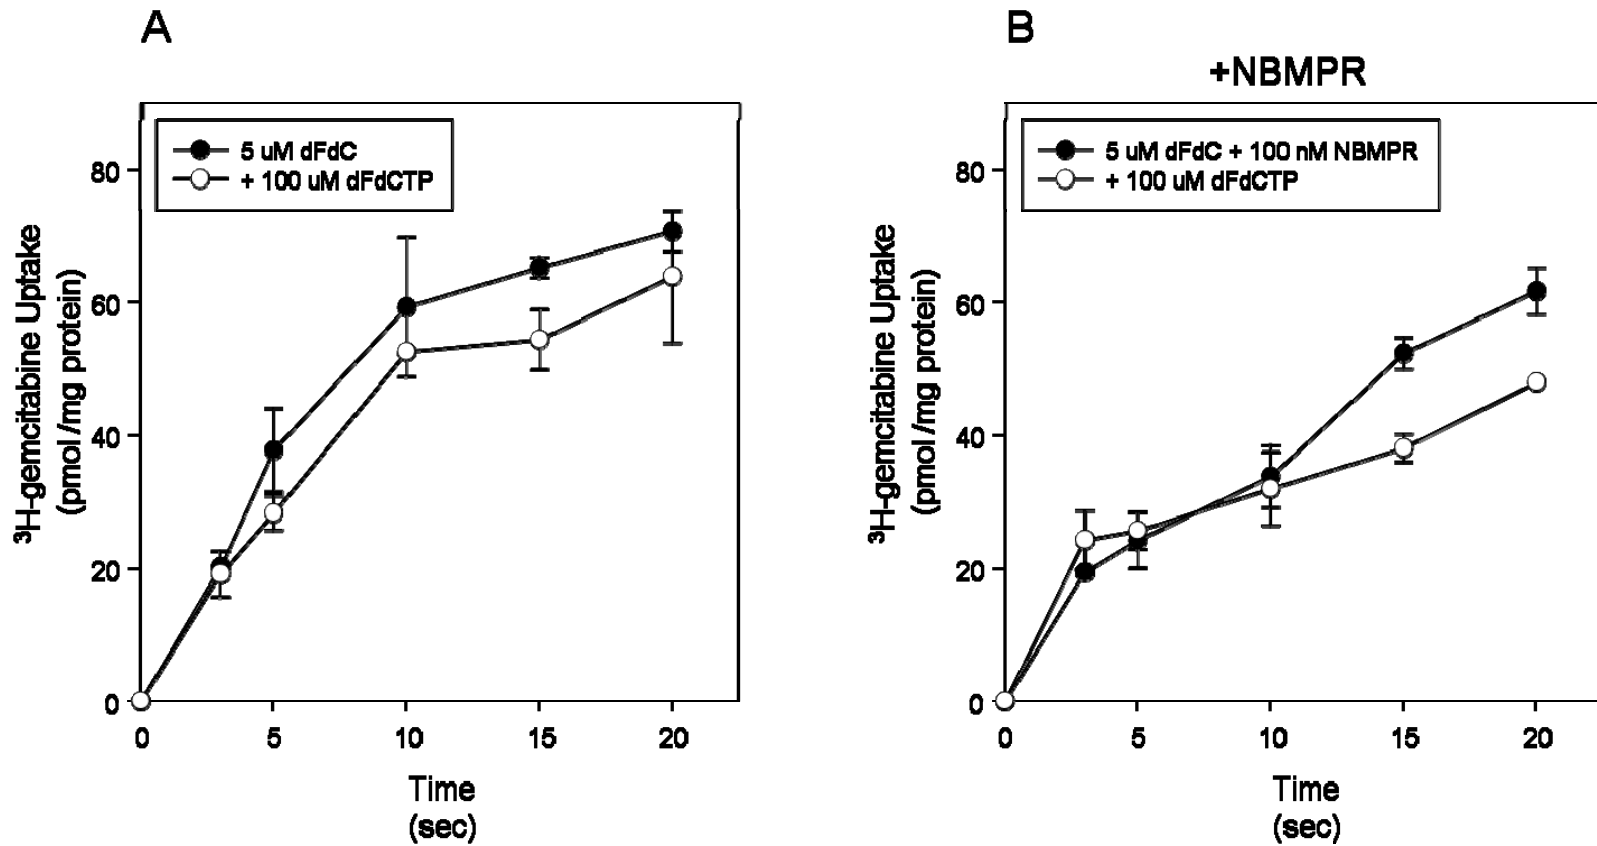 A
5 uM dFdC
+ 100 uM dFdCTP
80
60
40
20
0
³H-gemcitabine Uptake
(pmol/mg protein)
0 5 10 15 20
Time
(sec)
B
+NBMPR
5 uM dFdC + 100 nM NBMPR
+ 100 uM dFdCTP
80
60
40
20
0
³H-gemcitabine Uptake
(pmol/mg protein)
0 5 10 15 20
Time
(sec)